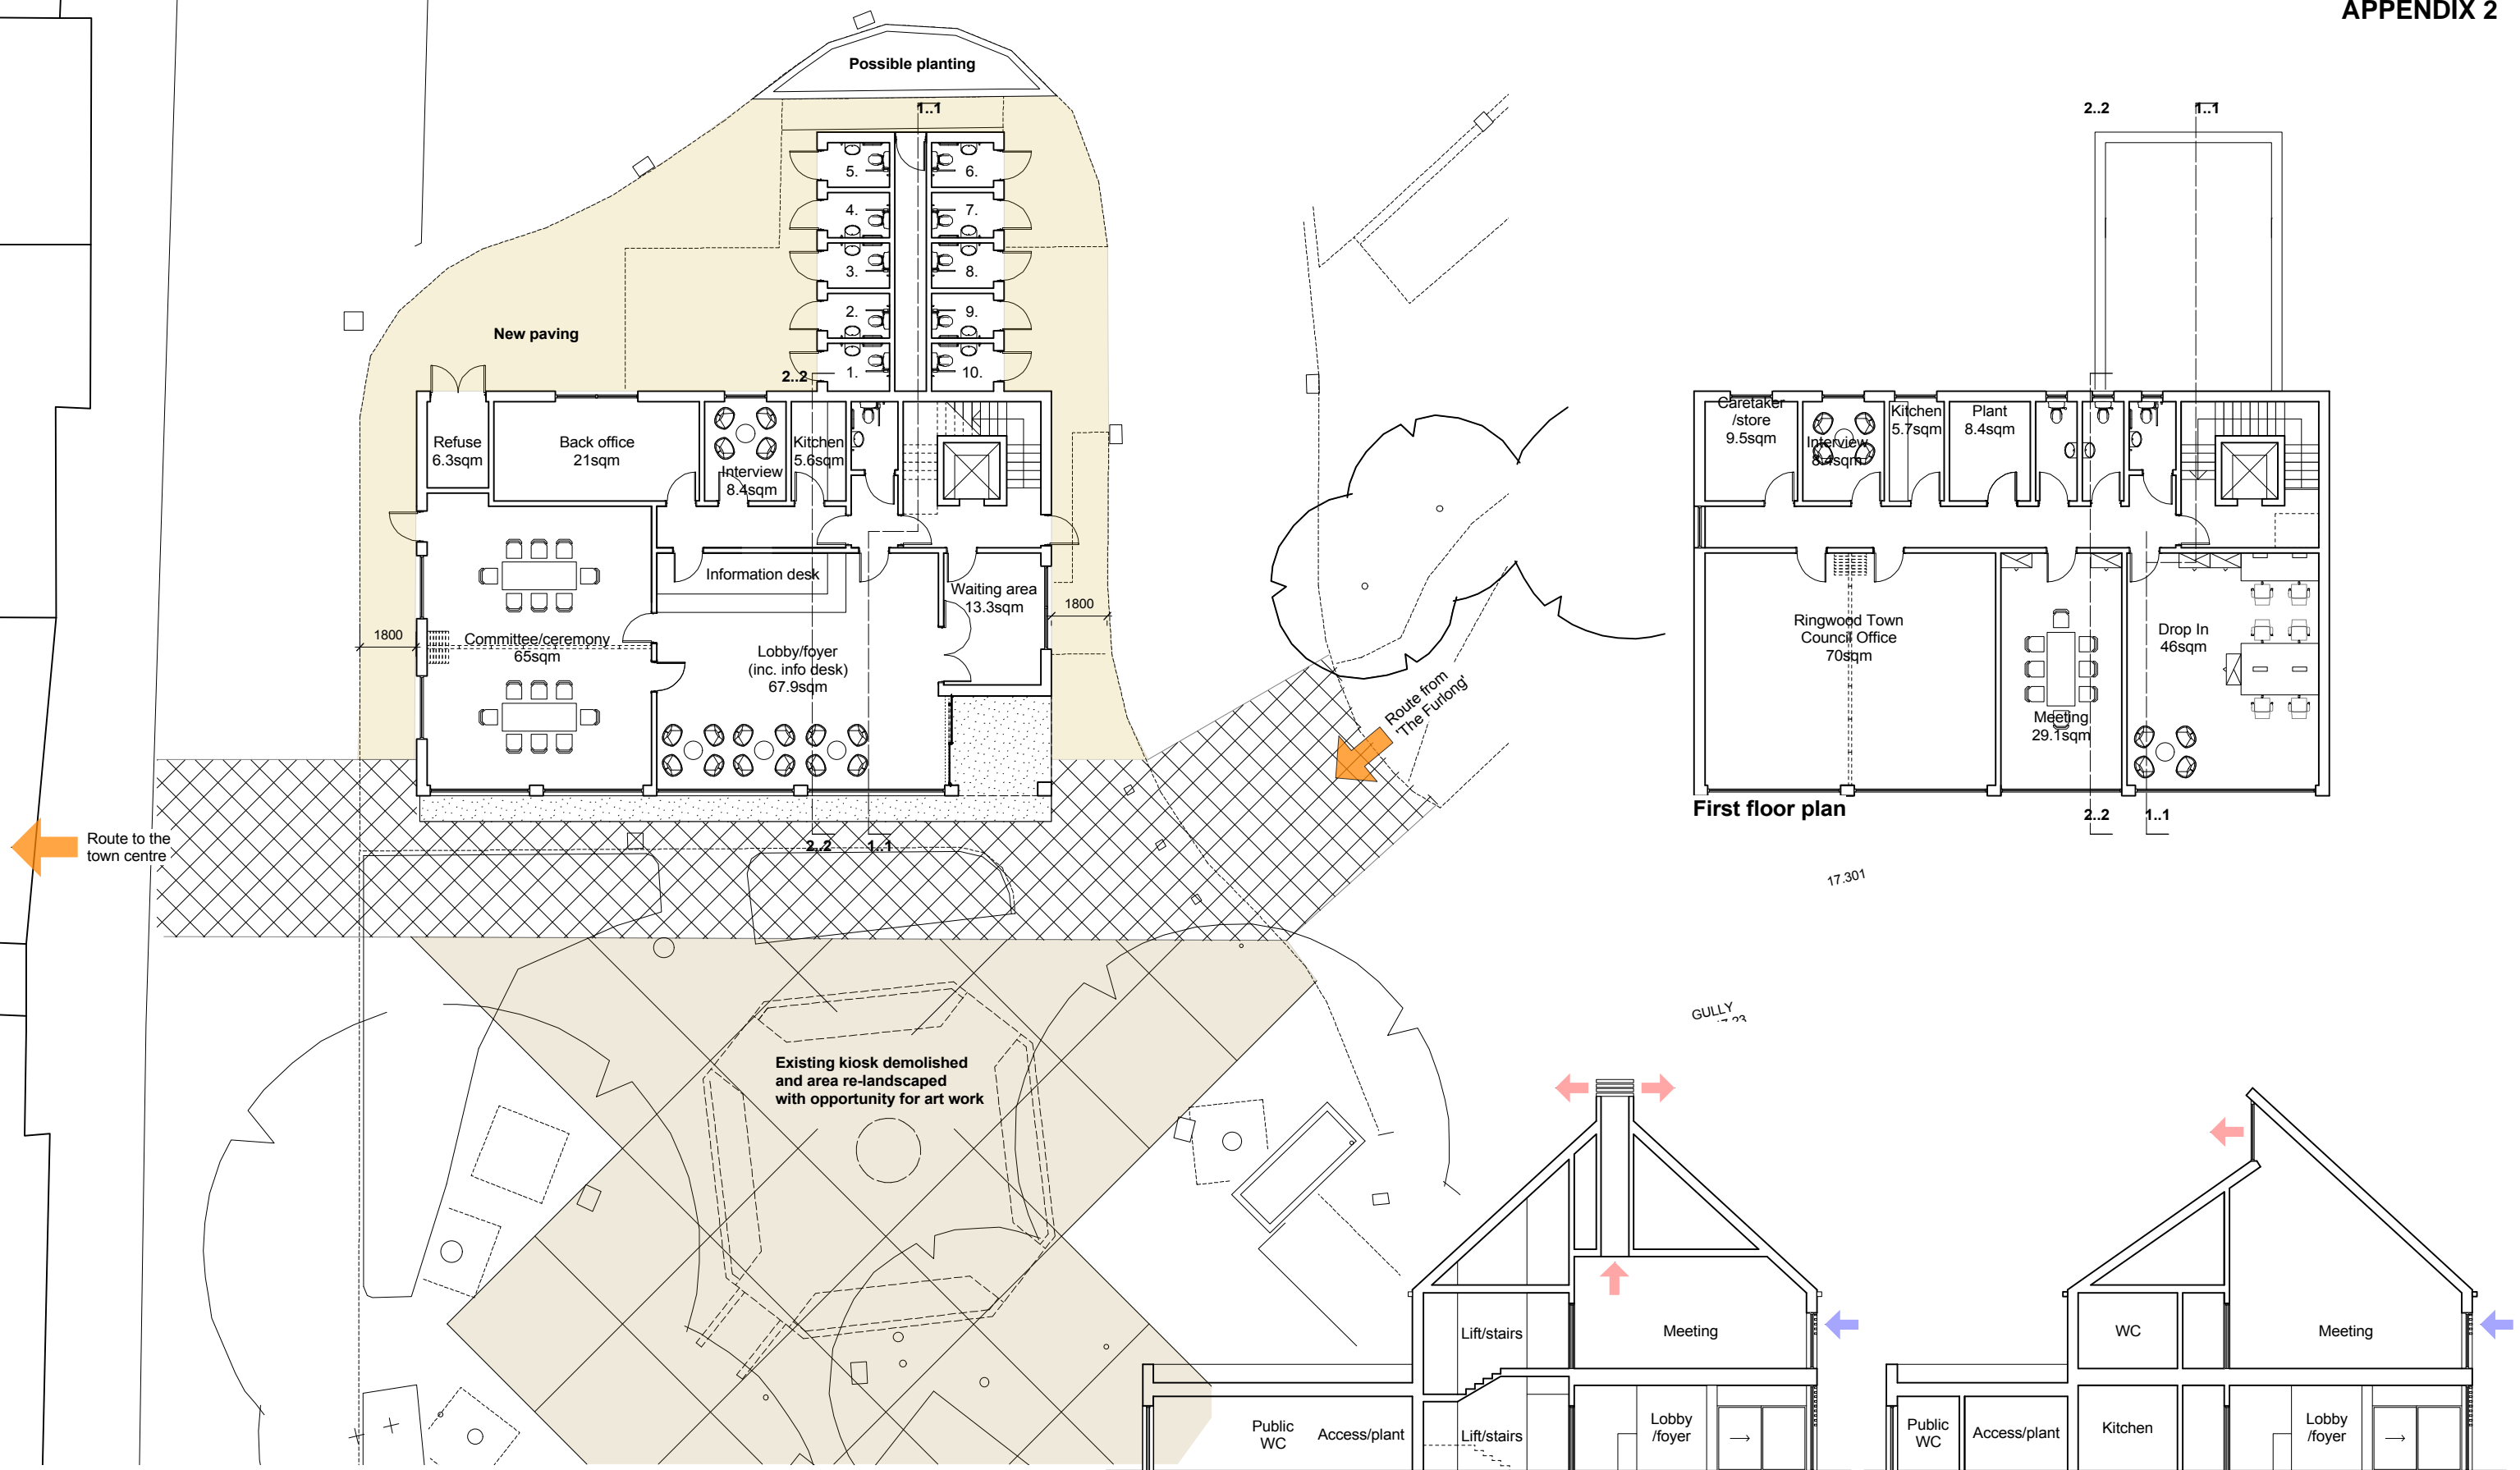 APPENDIX 2
Possible planting
1..1
5.
6.
4.
7.
3.
8.
2.
9.
1.
10.
New paving
2..2
Refuse
6.3sqm
Back office
21sqm
Interview
8.4sqm
Kitchen
5.6sqm
Information desk
Waiting area
13.3sqm
1800
1800
Committee/ceremony
65sqm
Lobby/foyer
(inc. info desk)
67.9sqm
Route from
'The Furlong'
Route to the
town centre
2..2
1..1
Existing kiosk demolished
and area re-landscaped
with opportunity for art work
2..2
1..1
Caretaker
/store
9.5sqm
Interview
8.4sqm
Kitchen
5.7sqm
Plant
8.4sqm
Ringwood Town
Council Office
70sqm
Meeting
29.1sqm
Drop In
46sqm
First floor plan
2..2
1..1
17.301
GULLY
Lift/stairs
Meeting
Public
WC
Access/plant
Lift/stairs
Lobby
/foyer
WC
Meeting
Public
WC
Access/plant
Kitchen
Lobby
/foyer